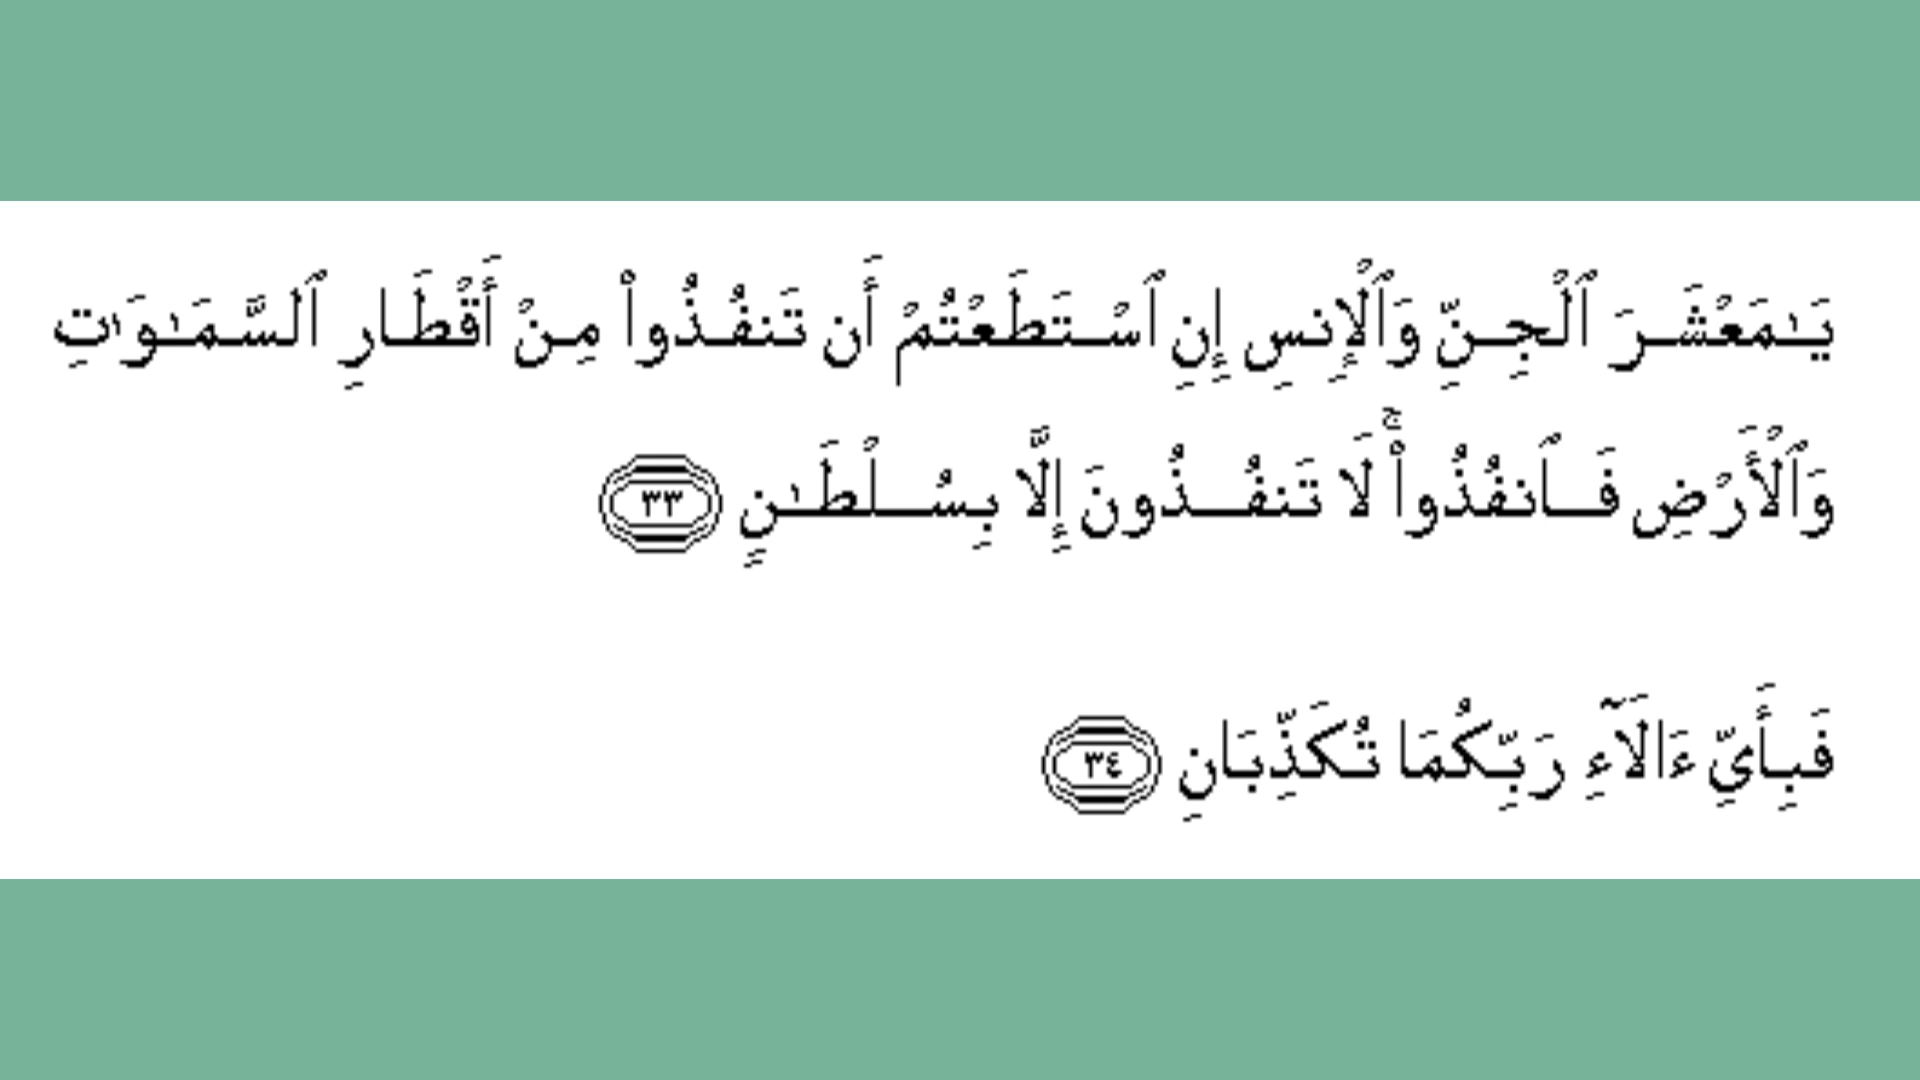 يَـٰمَعْشَرَ ٱلْجِنِّ وَٱلْإِنسِ إِنِ ٱسْتَطَعْتُمْ أَن تَنفُذُوا۟ مِنْ أَقْطَارِ ٱلسَّمَـٰوَٰتِ
وَٱلْأَرْضِ فَٱنفُذُوا۟ ۚ لَا تَنفُذُونَ إِلَّا بِسُلْطَـٰنٍ ٣٣
فَبِأَىِّ ءَالَآءِ رَبِّكُمَا تُكَذِّبَانِ ٣٤